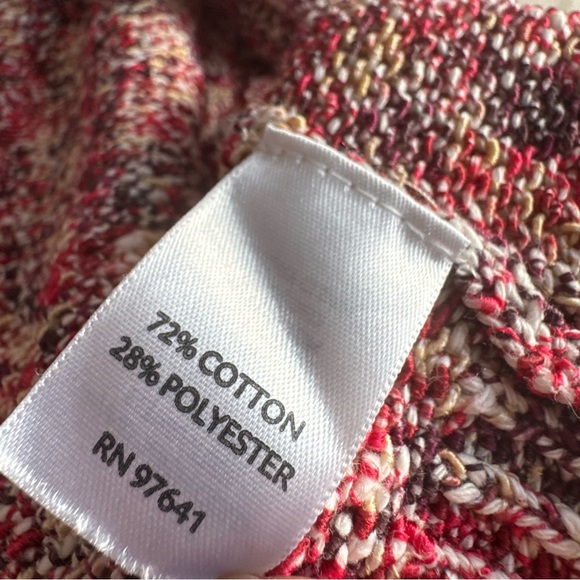 72% COTTON
28% POLYESTER
RN 97641